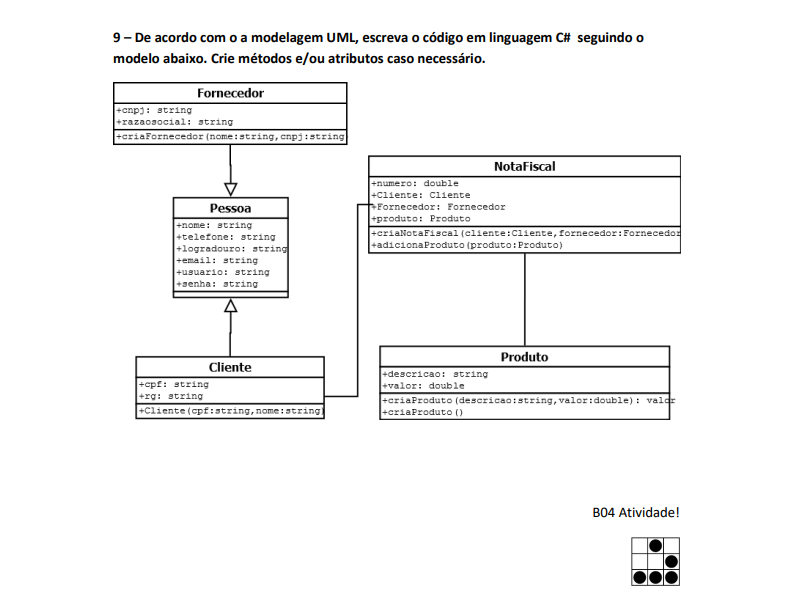 9 – De acordo com o a modelagem UML, escreva o código em linguagem C# seguindo o
modelo abaixo. Crie métodos e/ou atributos caso necessário.
Fornecedor
+cnpj: string
+razaosocial: string
+criaFornecedor(nome:string,cnpj:string
Pessoa
+nome: string
+telefone: string
+logradouro: string
+email: string
+usuario: string
+senha: string
Cliente
+cpf: string
+rg: string
+Cliente(cpf:string,nome:string)
NotaFiscal
+numero: double
+Cliente: Cliente
+Fornecedor: Fornecedor
+produto: Produto
+criaNotaFiscal(cliente:Cliente,fornecedor:Fornecedor
+adicionaProduto(produto:Produto)
Produto
+descricao: string
+valor: double
+criaProduto(descricao:string,valor:double): valor
+criaProduto()
B04 Atividade!